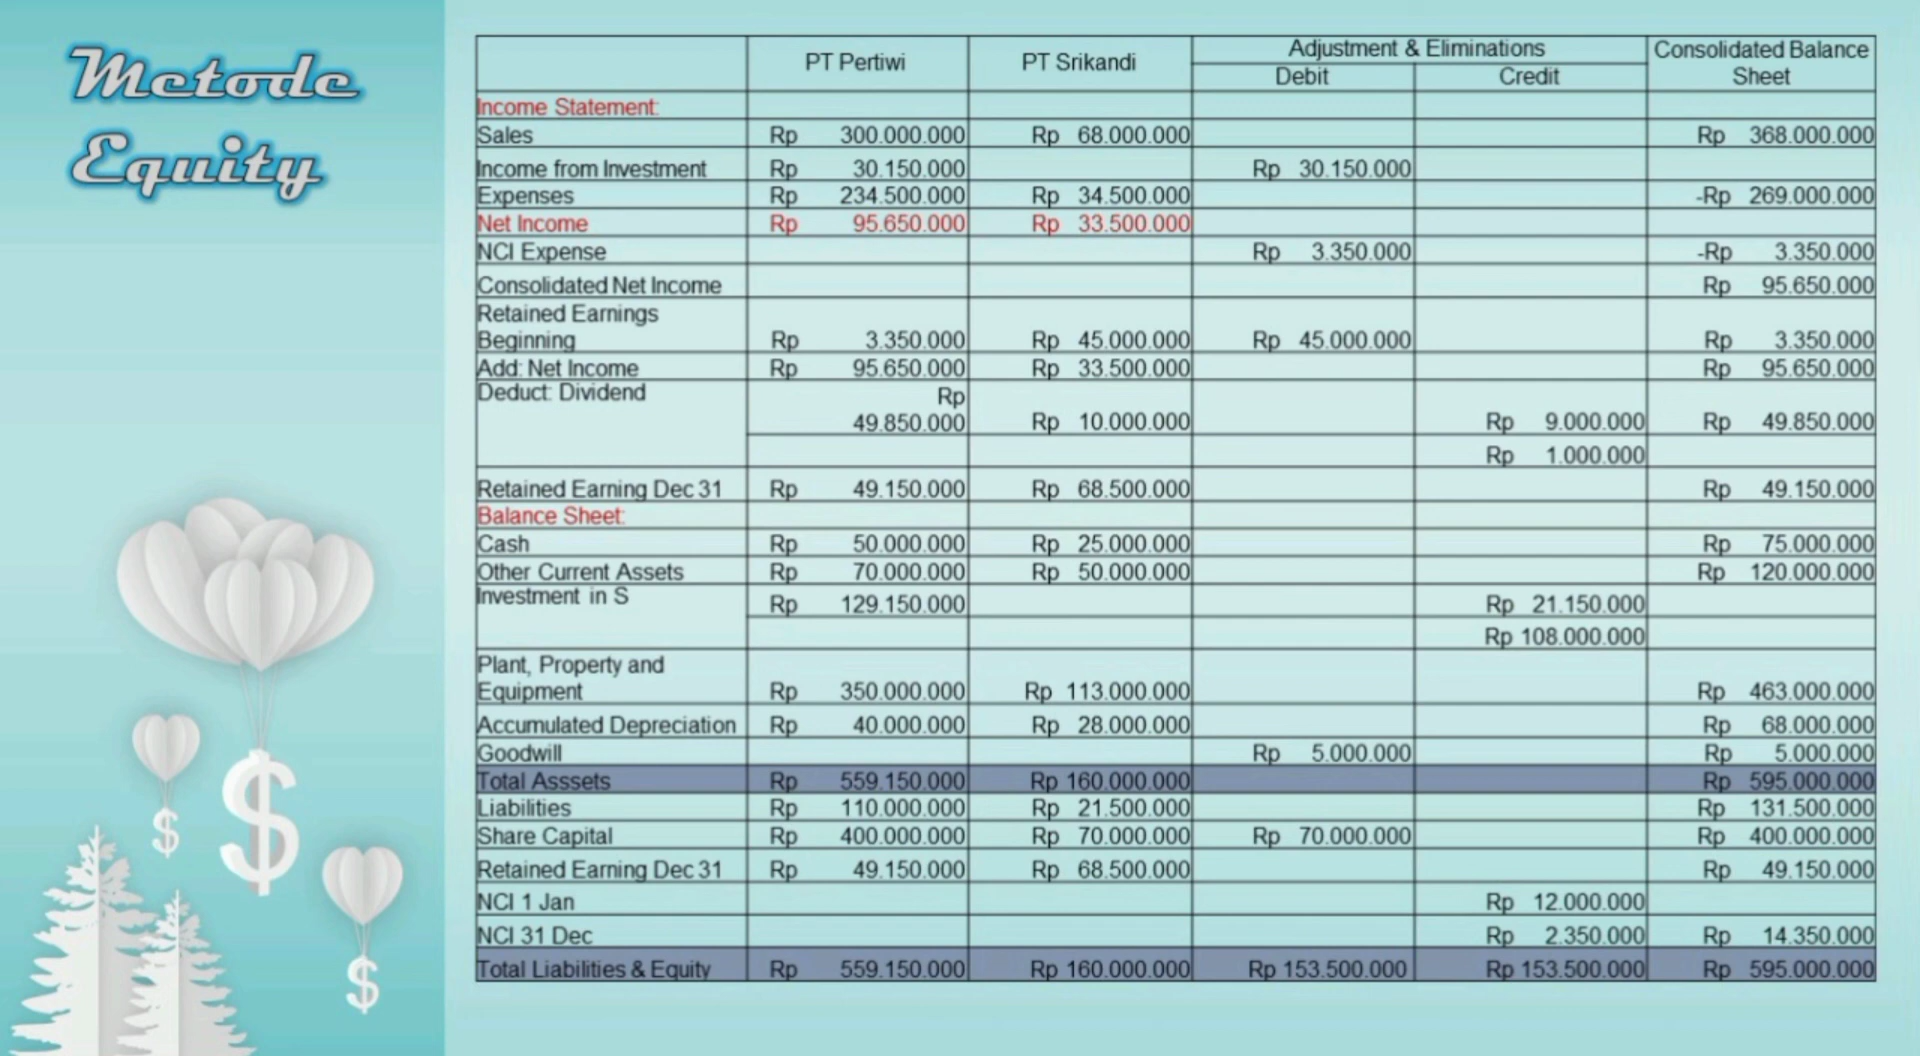 Metode
Equity
PT Pertiwi PT Srikandi Adjustment & Eliminations Consolidated Balance Sheet
Debit Credit
Income Statement:
Sales Rp 300.000.000 Rp 68.000.000 Rp 368.000.000
Income from Investment Rp 30.150.000 Rp 30.150.000
Expenses Rp 234.500.000 Rp 34.500.000 -Rp 269.000.000
Net Income Rp 95.650.000 Rp 33.500.000
NCI Expense Rp 3.350.000 -Rp 3.350.000
Consolidated Net Income Rp 95.650.000
Retained Earnings
Beginning Rp 3.350.000 Rp 45.000.000 Rp 45.000.000 Rp 3.350.000
Add: Net Income Rp 95.650.000 Rp 33.500.000 Rp 95.650.000
Deduct: Dividend Rp
49.850.000 Rp 10.000.000 Rp 9.000.000 Rp 49.850.000
Rp 1.000.000
Retained Earning Dec 31 Rp 49.150.000 Rp 68.500.000 Rp 49.150.000
Balance Sheet:
Cash Rp 50.000.000 Rp 25.000.000 Rp 75.000.000
Other Current Assets Rp 70.000.000 Rp 50.000.000 Rp 120.000.000
Investment in S Rp 129.150.000 Rp 21.150.000
Rp 108.000.000
Plant, Property and
Equipment Rp 350.000.000 Rp 113.000.000 Rp 463.000.000
Accumulated Depreciation Rp 40.000.000 Rp 28.000.000 Rp 68.000.000
Goodwill Rp 5.000.000 Rp 5.000.000
Total Asssets Rp 559.150.000 Rp 160.000.000 Rp 595.000.000
Liabilities Rp 110.000.000 Rp 21.500.000 Rp 131.500.000
Share Capital Rp 400.000.000 Rp 70.000.000 Rp 70.000.000 Rp 400.000.000
Retained Earning Dec 31 Rp 49.150.000 Rp 68.500.000 Rp 49.150.000
NCI 1 Jan Rp 12.000.000
NCI 31 Dec Rp 2.350.000 Rp 14.350.000
Total Liabilities & Equity Rp 559.150.000 Rp 160.000.000 Rp 153.500.000 Rp 153.500.000 Rp 595.000.000
$
$
$